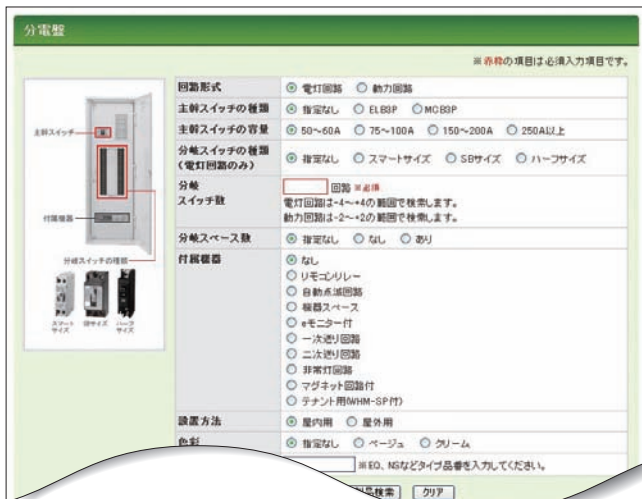 分電盤
※赤枠の項目は必須入力項目です。
主幹スイッチ
付属機器
分岐スイッチの種類
スマートサイズ
SBサイズ
ハーフサイズ
回路形式 電灯回路 動力回路
主幹スイッチの種類 指定なし ELB3P MCB3P
主幹スイッチの容量 50～60A 75～100A 150～200A 250A以上
分岐スイッチの種類
(電灯回路のみ) 指定なし スマートサイズ SBサイズ ハーフサイズ
分岐
スイッチ数
回路 ※必須
電灯回路は-4～+4の範囲で検索します。
動力回路は-2～+2の範囲で検索します。
分岐スペース数 指定なし なし あり
付属機器 なし
リモコンリレー
自動点滅回路
機器スペース
eモニター付
一次送り回路
二次送り回路
非常灯回路
マグネット回路付
テナント用(WHM-SP付)
設置方法 屋内用 屋外用
色彩 指定なし ベージュ クリーム
※EO、NSなどタイプ品番を入力してください。
品検索 クリア